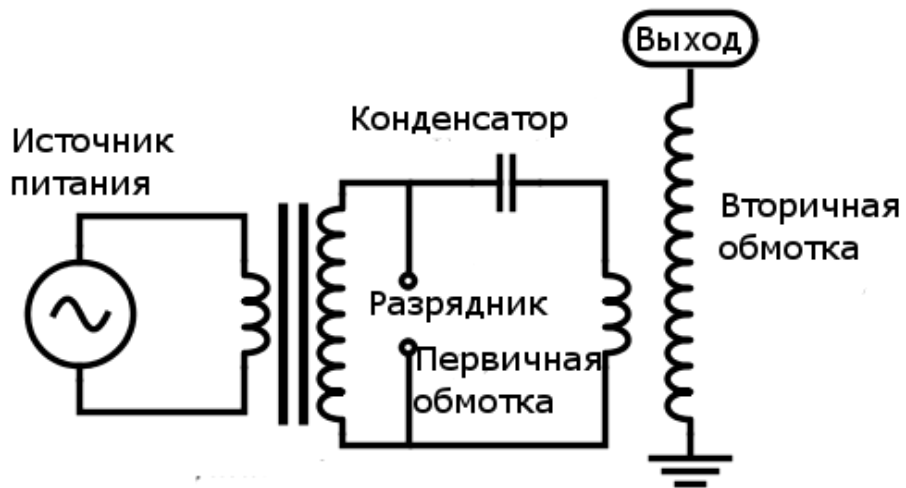 Выход
Конденсатор
Источник
питания
Вторичная
обмотка
Разрядник
Первичная
обмотка